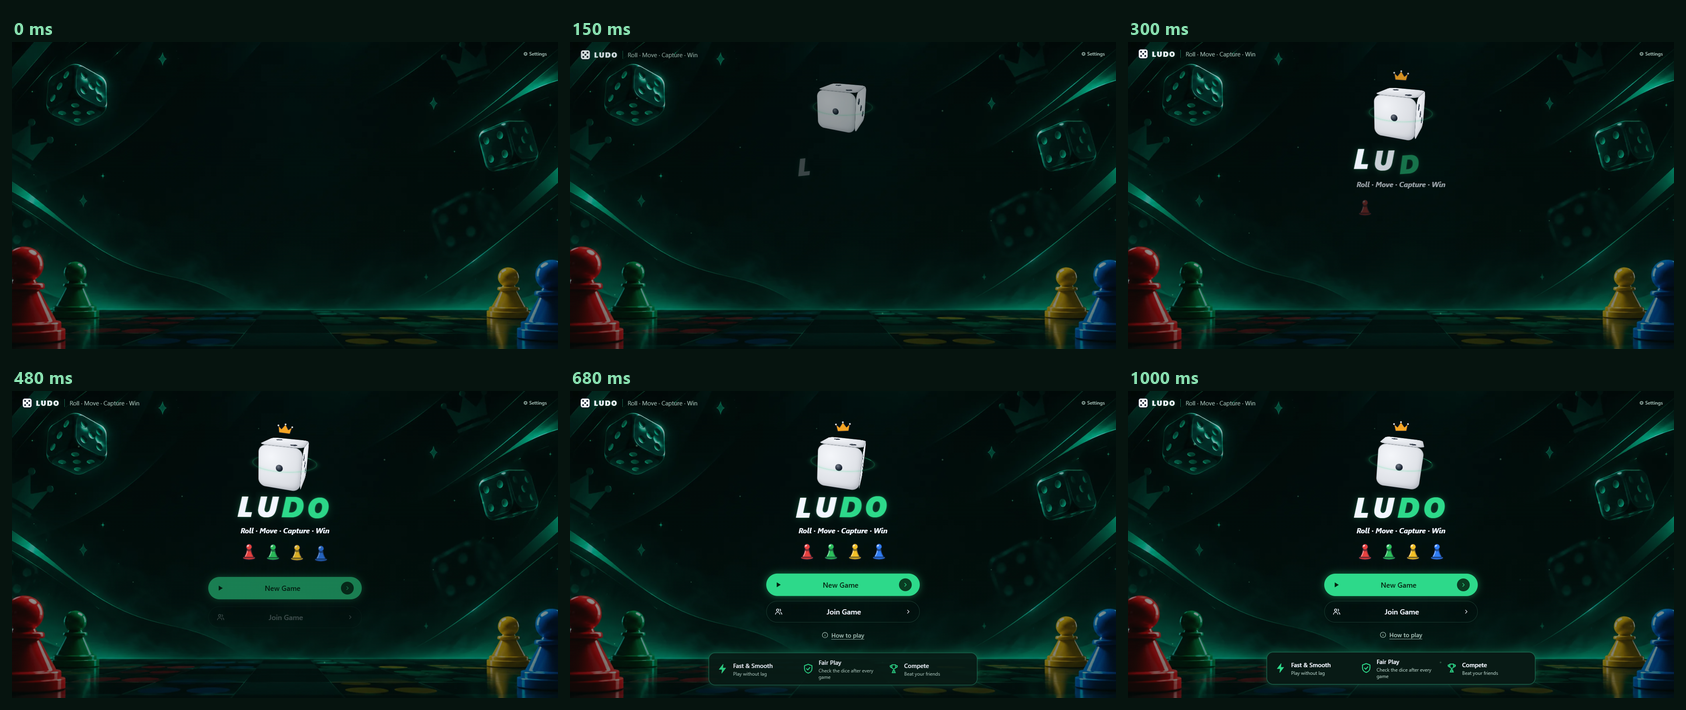 0 ms
Settings
150 ms
LUDO Roll · Move · Capture · Win
Settings
L
300 ms
LUDO Roll · Move · Capture · Win
Settings
LUD
Roll · Move · Capture · Win
480 ms
LUDO Roll · Move · Capture · Win
Settings
LUDO
Roll · Move · Capture · Win
New Game
Join Game
680 ms
LUDO Roll · Move · Capture · Win
Settings
LUDO
Roll · Move · Capture · Win
New Game
Join Game
How to play
Fast & Smooth
Play without lag
Fair Play
Check the dice after every
game
Compete
Beat your friends
1000 ms
LUDO Roll · Move · Capture · Win
Settings
LUDO
Roll · Move · Capture · Win
New Game
Join Game
How to play
Fast & Smooth
Play without lag
Fair Play
Check the dice after every
game
Compete
Beat your friends